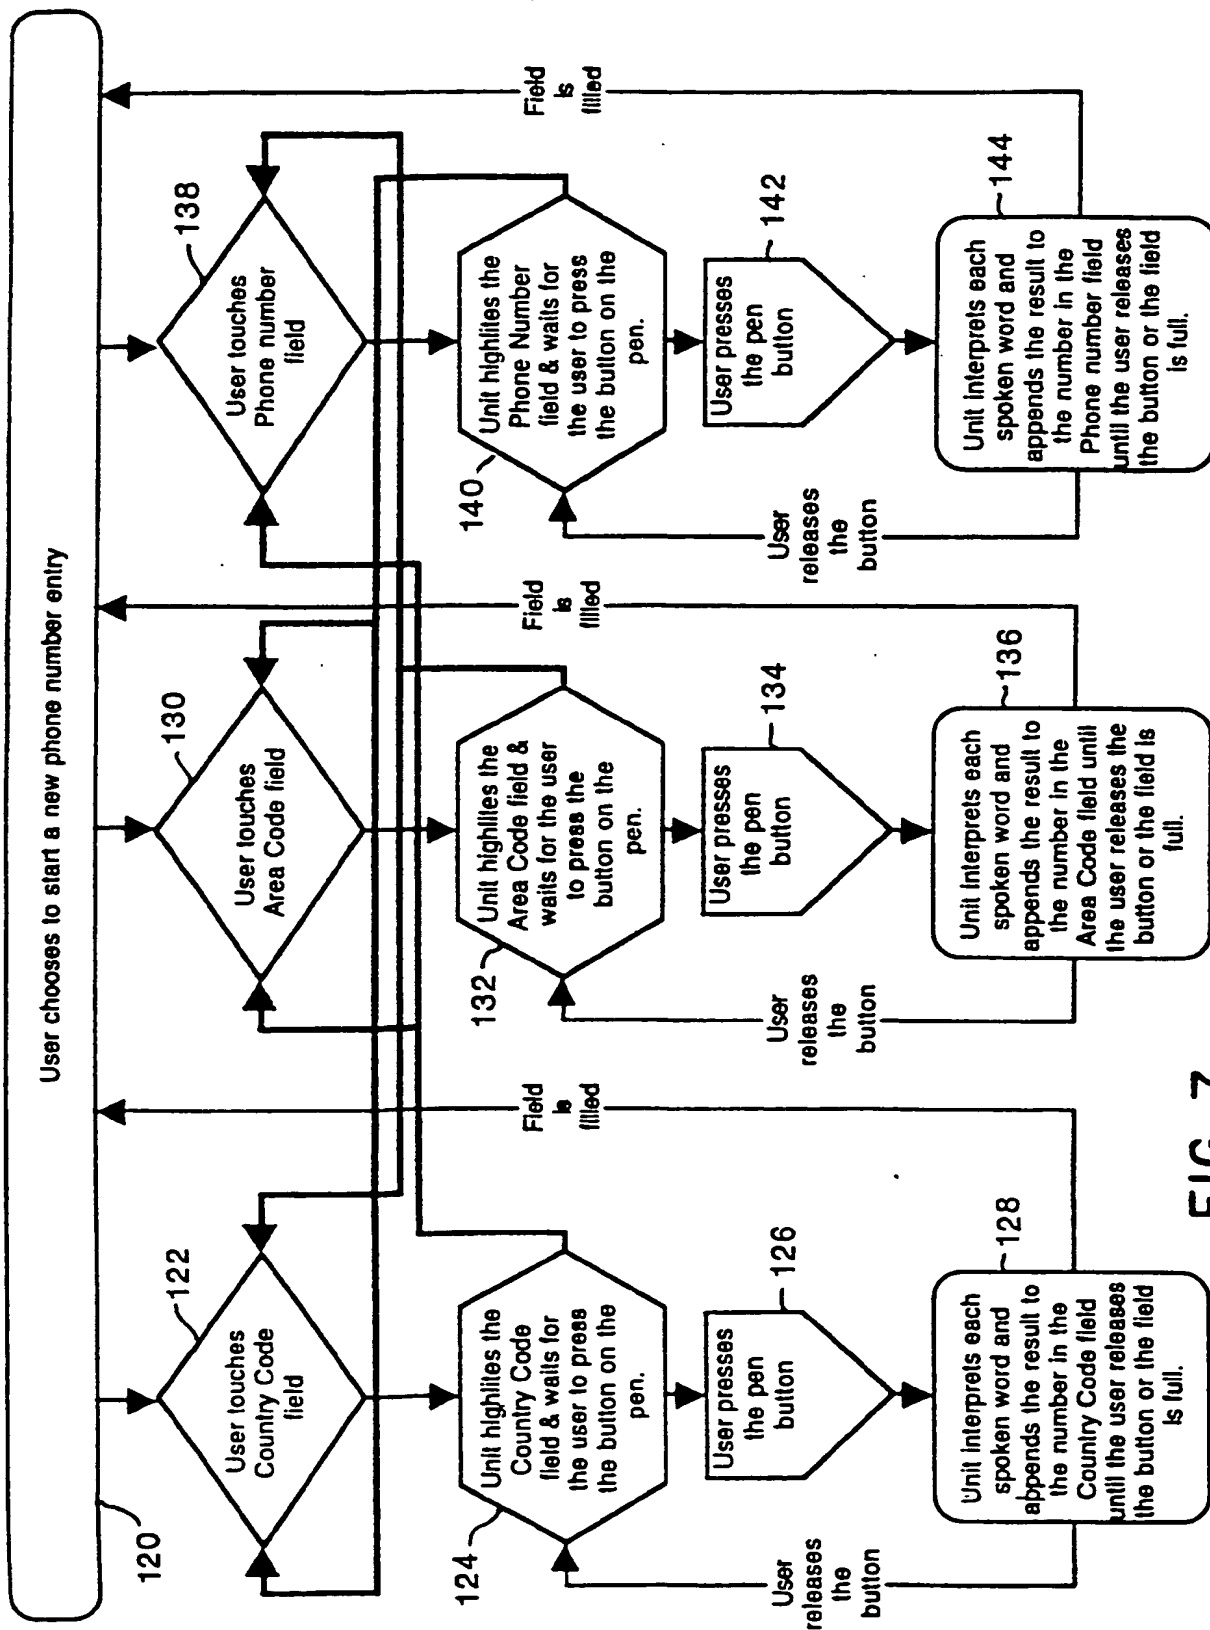 User chooses to start a new phone number entry
120
122
User touches
Country Code
field
130
User touches
Area Code field
138
User touches
Phone number
field
124
Unit highlites the
Country Code
field & waits for
the user to press
the button on the
pen.
132
Unit highlites the
Area Code field &
waits for the user
to press the
button on the
pen.
140
Unit highlites the
Phone Number
field & waits for
the user to press
the button on the
pen.
Field
is
filled
Field
is
filled
Field
is
filled
126
User presses
the pen
button
134
User presses
the pen
button
142
User presses
the pen
button
User
releases
the
button
User
releases
the
button
User
releases
the
button
128
Unit interprets each
spoken word and
appends the result to
the number in the
Country Code field
until the user releases
the button or the field
is full.
136
Unit interprets each
spoken word and
appends the result to
the number in the
Area Code field until
the user releases the
button or the field is
full.
144
Unit interprets each
spoken word and
appends the result to
the number in the
Phone number field
until the user releases
the button or the field
is full.
FIG. 7